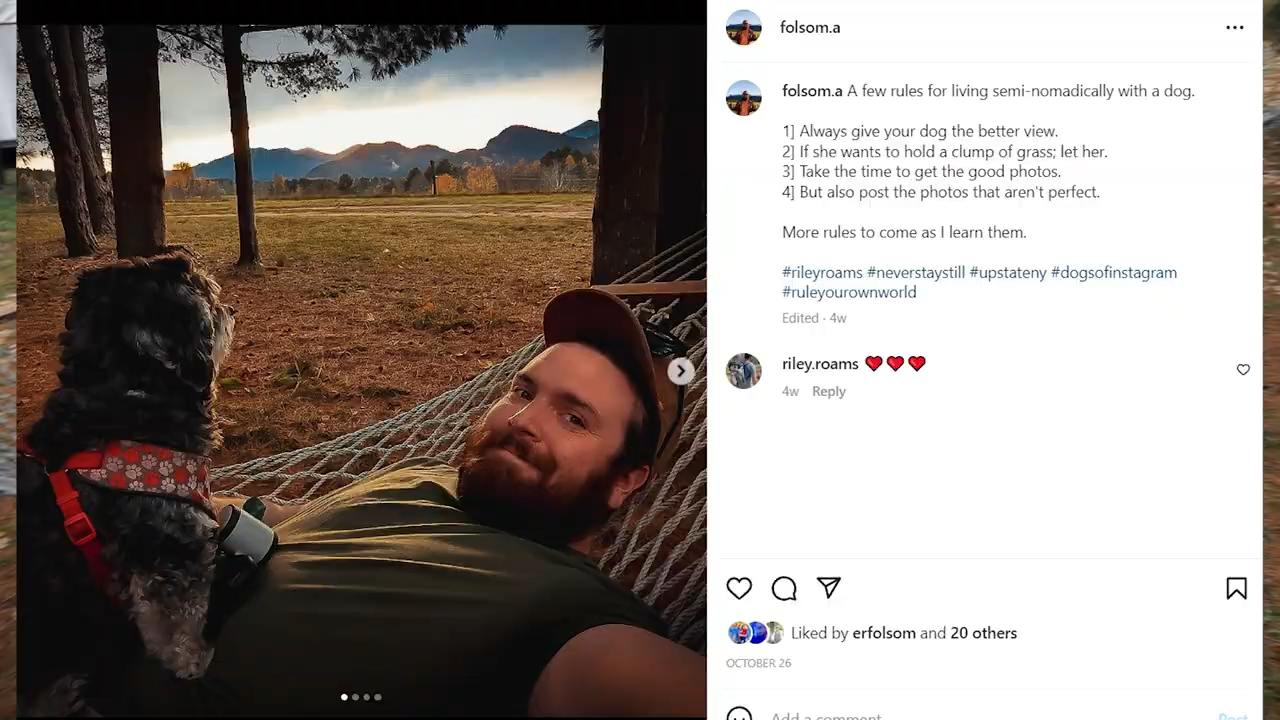 folsom.a
folsom.a A few rules for living semi-nomadically with a dog.
1] Always give your dog the better view.
2] If she wants to hold a clump of grass; let her.
3] Take the time to get the good photos.
4] But also post the photos that aren't perfect.
More rules to come as I learn them.
#rileyroams #neverstaystill #upstateny #dogsofinstagram
#ruleyourownworld
Edited · 4w
riley.roams ❤❤❤
4w Reply
Liked by erfolsom and 20 others
OCTOBER 26
Add a comment
Post